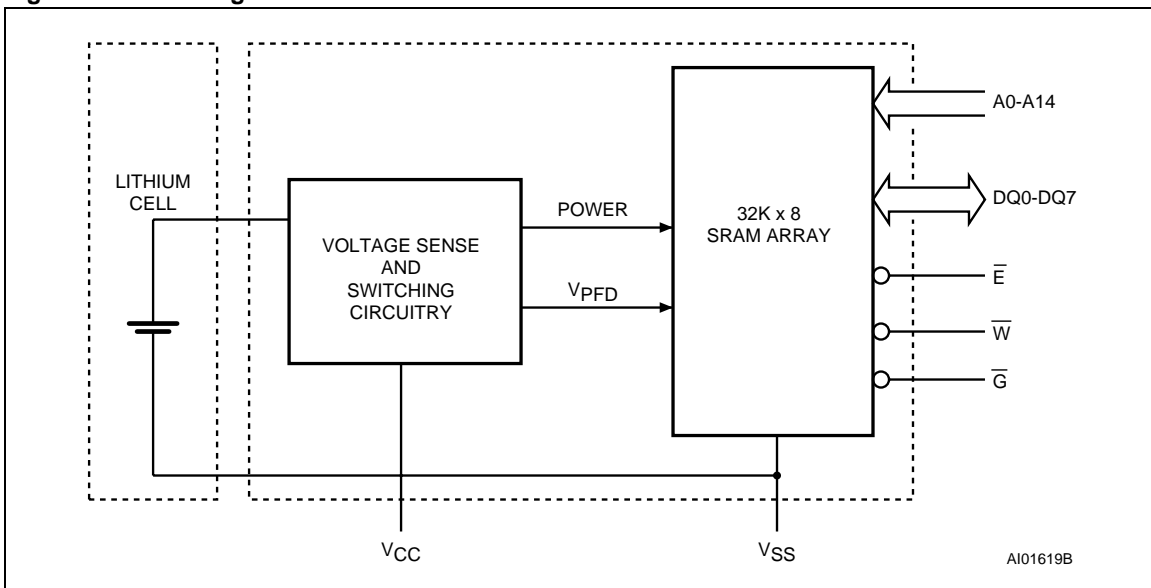 LITHIUM
CELL
VOLTAGE SENSE
AND
SWITCHING
CIRCUITRY
POWER
VPFD
32K x 8
SRAM ARRAY
A0-A14
DQ0-DQ7
E̅
W̅
G̅
VCC
VSS
AI01619B